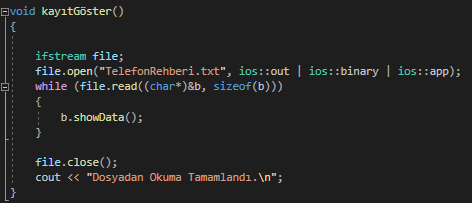 void kayıtGöster()
{
ifstream file;
file.open("TelefonRehberi.txt", ios::out | ios::binary | ios::app);
while (file.read((char*)&b, sizeof(b)))
{
b.showData();
}
file.close();
cout << "Dosyadan Okuma Tamamlandı.\n";
}